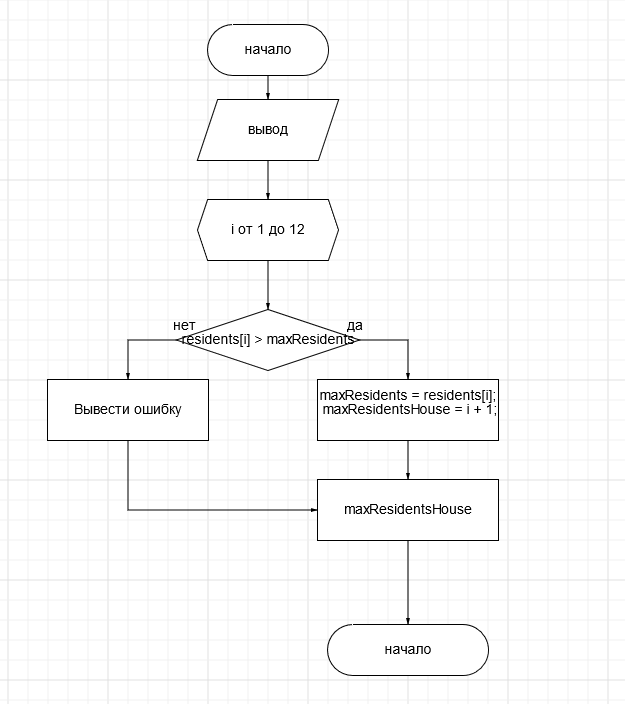 начало
вывод
i от 1 до 12
нет
да
residents[i] > maxResidents
Вывести ошибку
maxResidents = residents[i];
maxResidentsHouse = i + 1;
maxResidentsHouse
начало